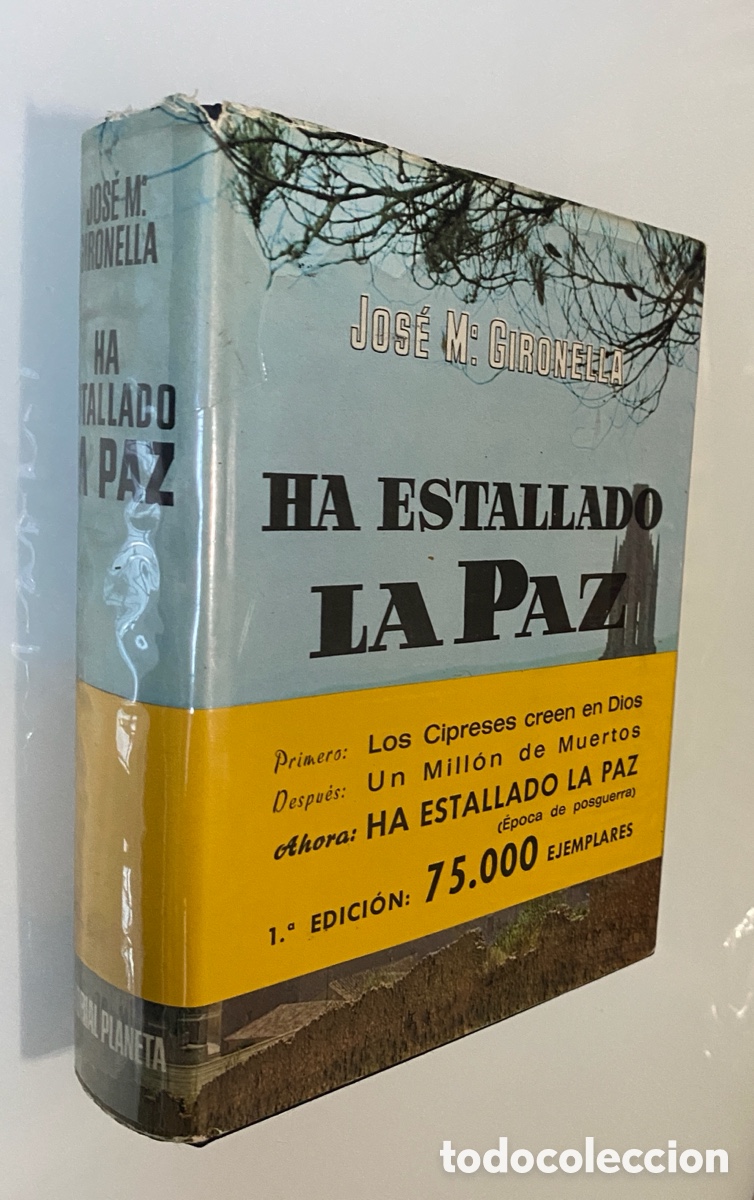 JOSÉ Mª
GIRONELLA
HA
ESTALLADO
LA PAZ
EDITORIAL PLANETA
JOSÉ Mª GIRONELLA
HA ESTALLADO
LA PAZ
Primero: Los Cipreses creen en Dios
Después: Un Millón de Muertos
Ahora: HA ESTALLADO LA PAZ
(Época de posguerra)
1.ª EDICIÓN: 75.000 EJEMPLARES
todocoleccion